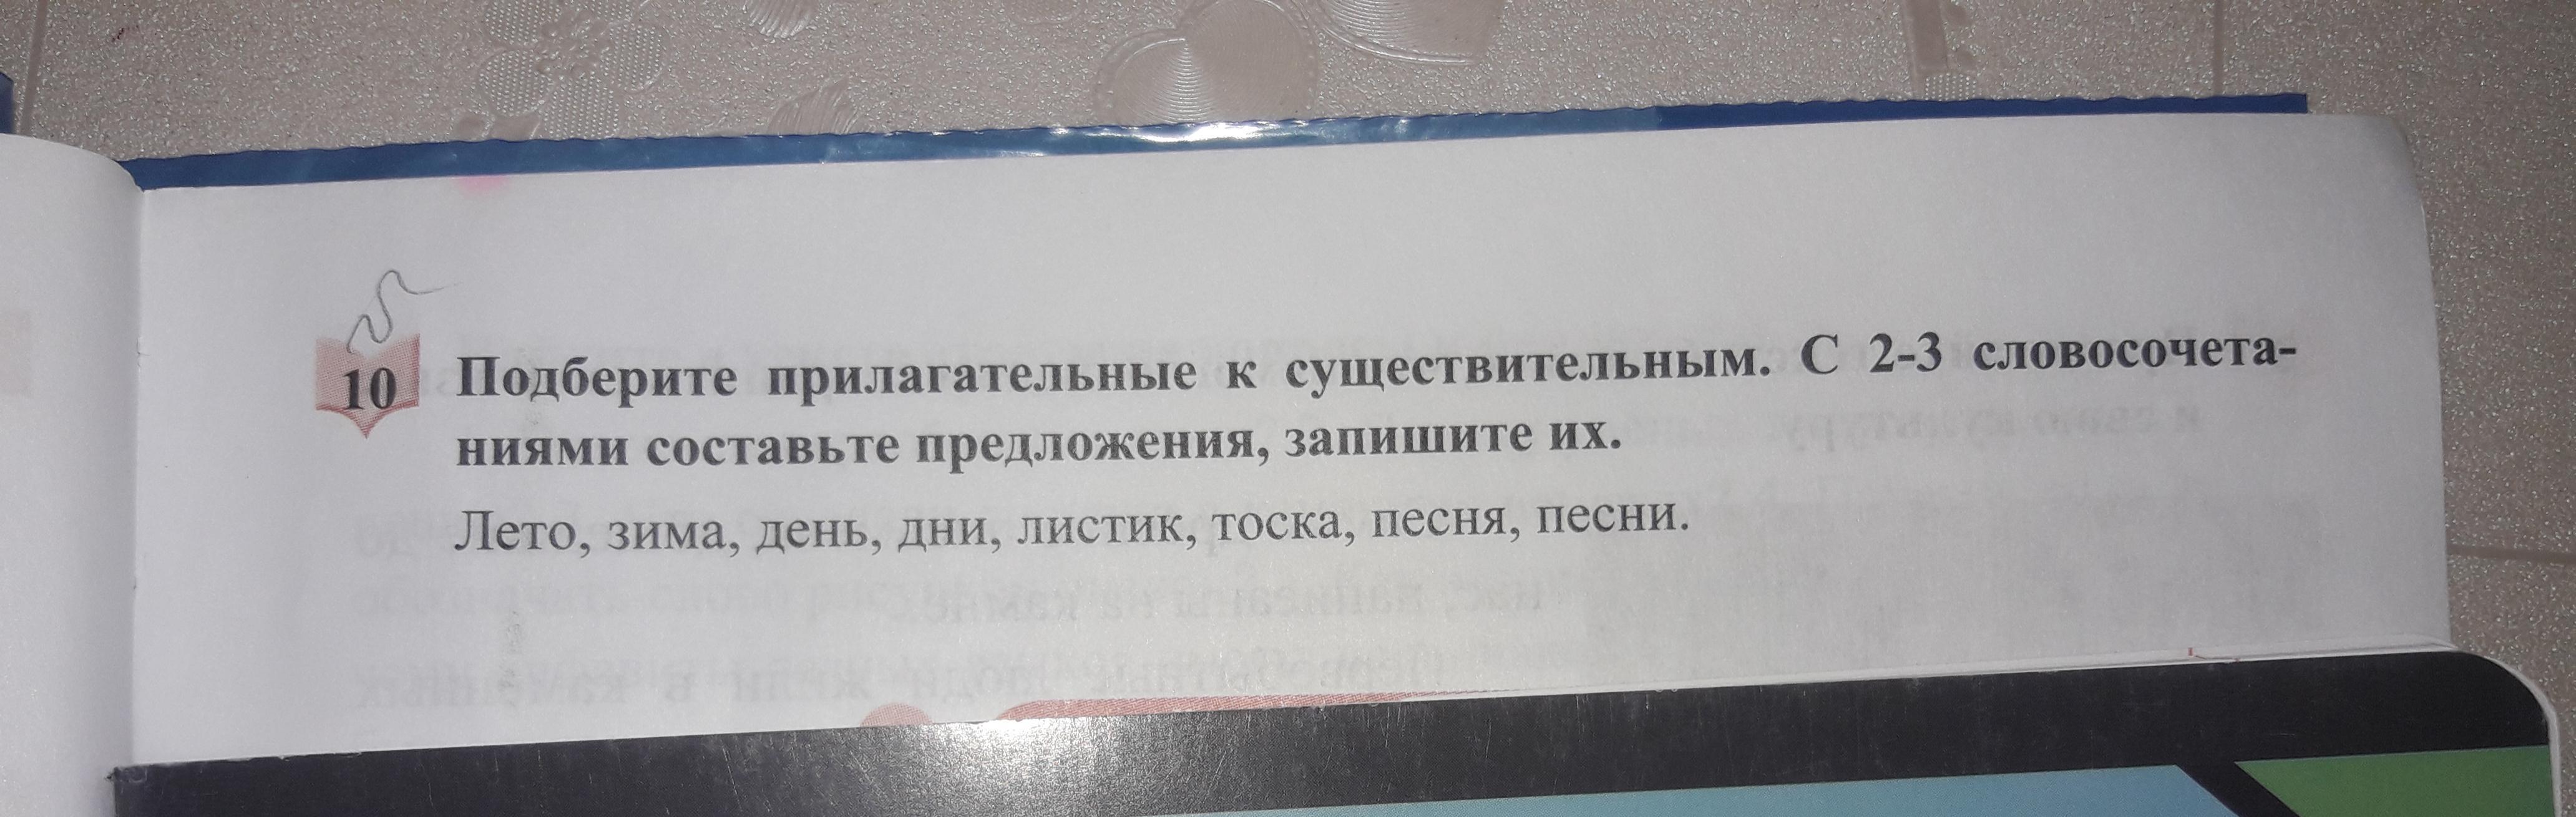 10 Подберите прилагательные к существительным. С 2-3 словосочета-
ниями составьте предложения, запишите их.
Лето, зима, день, дни, листик, тоска, песня, песни.